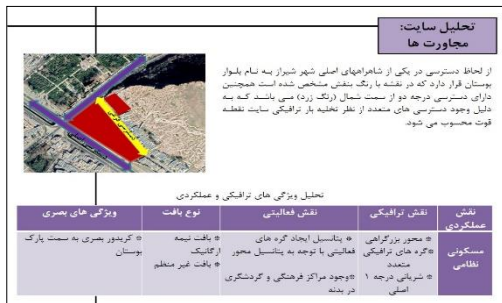 تحلیل سایت:
مجاورت ها
از لحاظ دسترسی در یکی از شاهراههای اصلی شهر شیراز به نام بلوار
بوستان قرار دارد که در نقشه با رنگ بنفش مشخص شده است همچنین
دارای دسترسی درجه دو از سمت شمال (رنگ زرد) می باشد که به
دلیل وجود دسترسی های متعدد از نظر تخلیه بار ترافیکی سایت نقطه
قوت محسوب می شود.
تحلیل ویژگی های ترافیکی و عملکردی
نقش عملکردی نقش ترافیکی نقش فعالیتی نوع بافت ویژگی های بصری
مسکونی
نظامی
* محور بزرگراهی
*گره های ترافیکی
متعدد
* شریانی درجه ۱
اصلی
* پتانسیل ایجاد گره های
فعالیتی با توجه به پتانسیل محور
*وجود مراکز فرهنگی و گردشگری
در بدنه
* بافت نیمه
ارگانیک
* بافت غیر منظم
* کریدور بصری به سمت پارک
بوستان